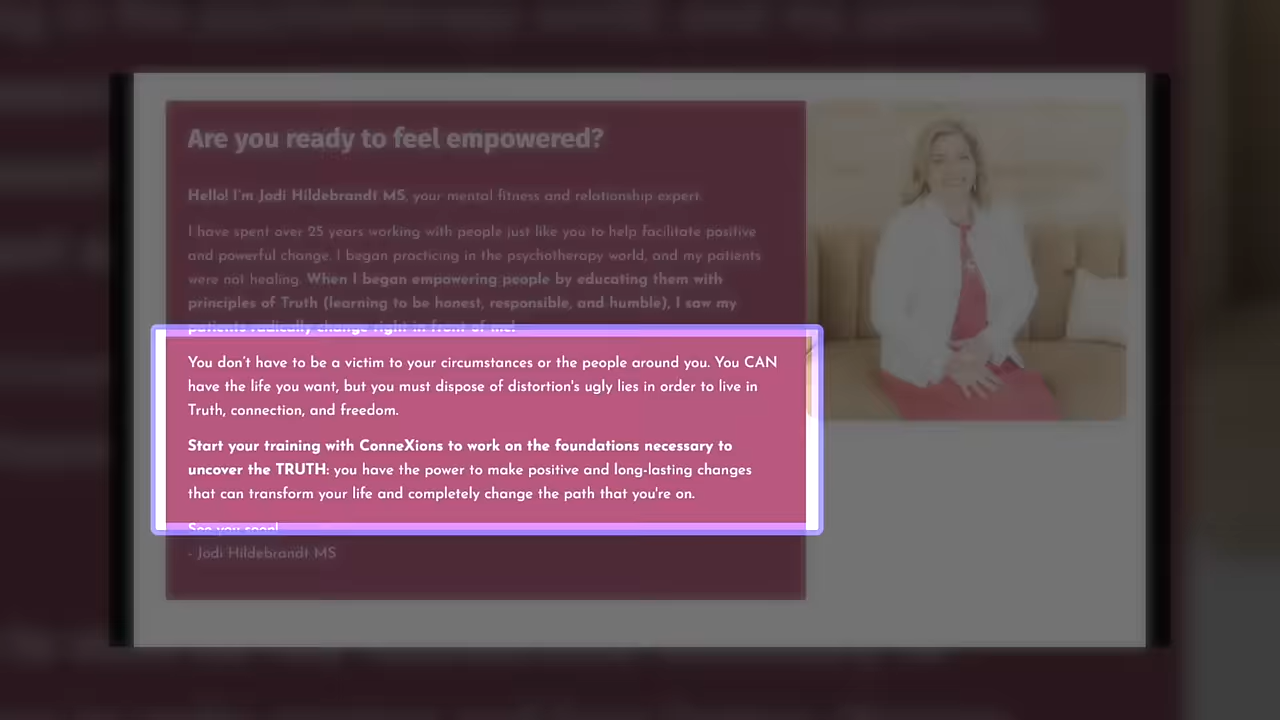 Are you ready to feel empowered?
Hello! I'm Jodi Hildebrandt MS, your mental fitness and relationship expert.
I have spent over 25 years working with people just like you to help facilitate positive
and powerful change. I began practicing in the psychotherapy world, and my patients
were not healing. When I began empowering people by educating them with
principles of Truth (learning to be honest, responsible, and humble), I saw my
patients radically change right in front of me!
You don't have to be a victim to your circumstances or the people around you. You CAN
have the life you want, but you must dispose of distortion's ugly lies in order to live in
Truth, connection, and freedom.
Start your training with ConneXions to work on the foundations necessary to
uncover the TRUTH: you have the power to make positive and long-lasting changes
that can transform your life and completely change the path that you're on.
See you soon!
- Jodi Hildebrandt MS